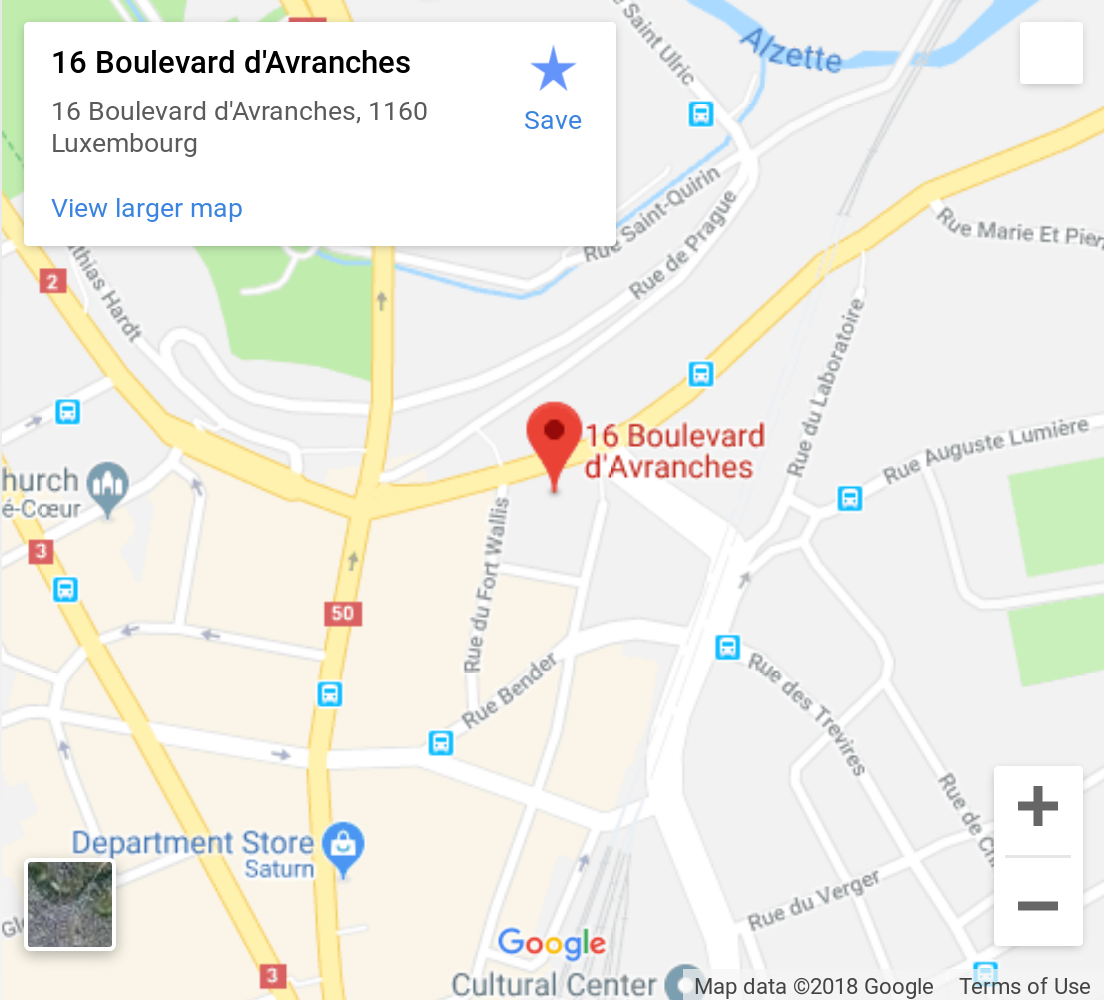 16 Boulevard d'Avranches
16 Boulevard d'Avranches, 1160
Luxembourg
View larger map
Save
Saint Ulric
Alzette
Rue Saint-Quirin
Rue de Prague
Rue Marie Et Pier
thias Hardt
2
Rue du Laboratoire
16 Boulevard
d'Avranches
Rue Auguste Lumière
hurch
é-Cœur
3
Rue du Fort Wallis
50
Rue Bender
Rue des Trevires
Rue de
Department Store
Saturn
Rue du Verger
Google
3
Cultural Center
Map data ©2018 Google
Terms of Use